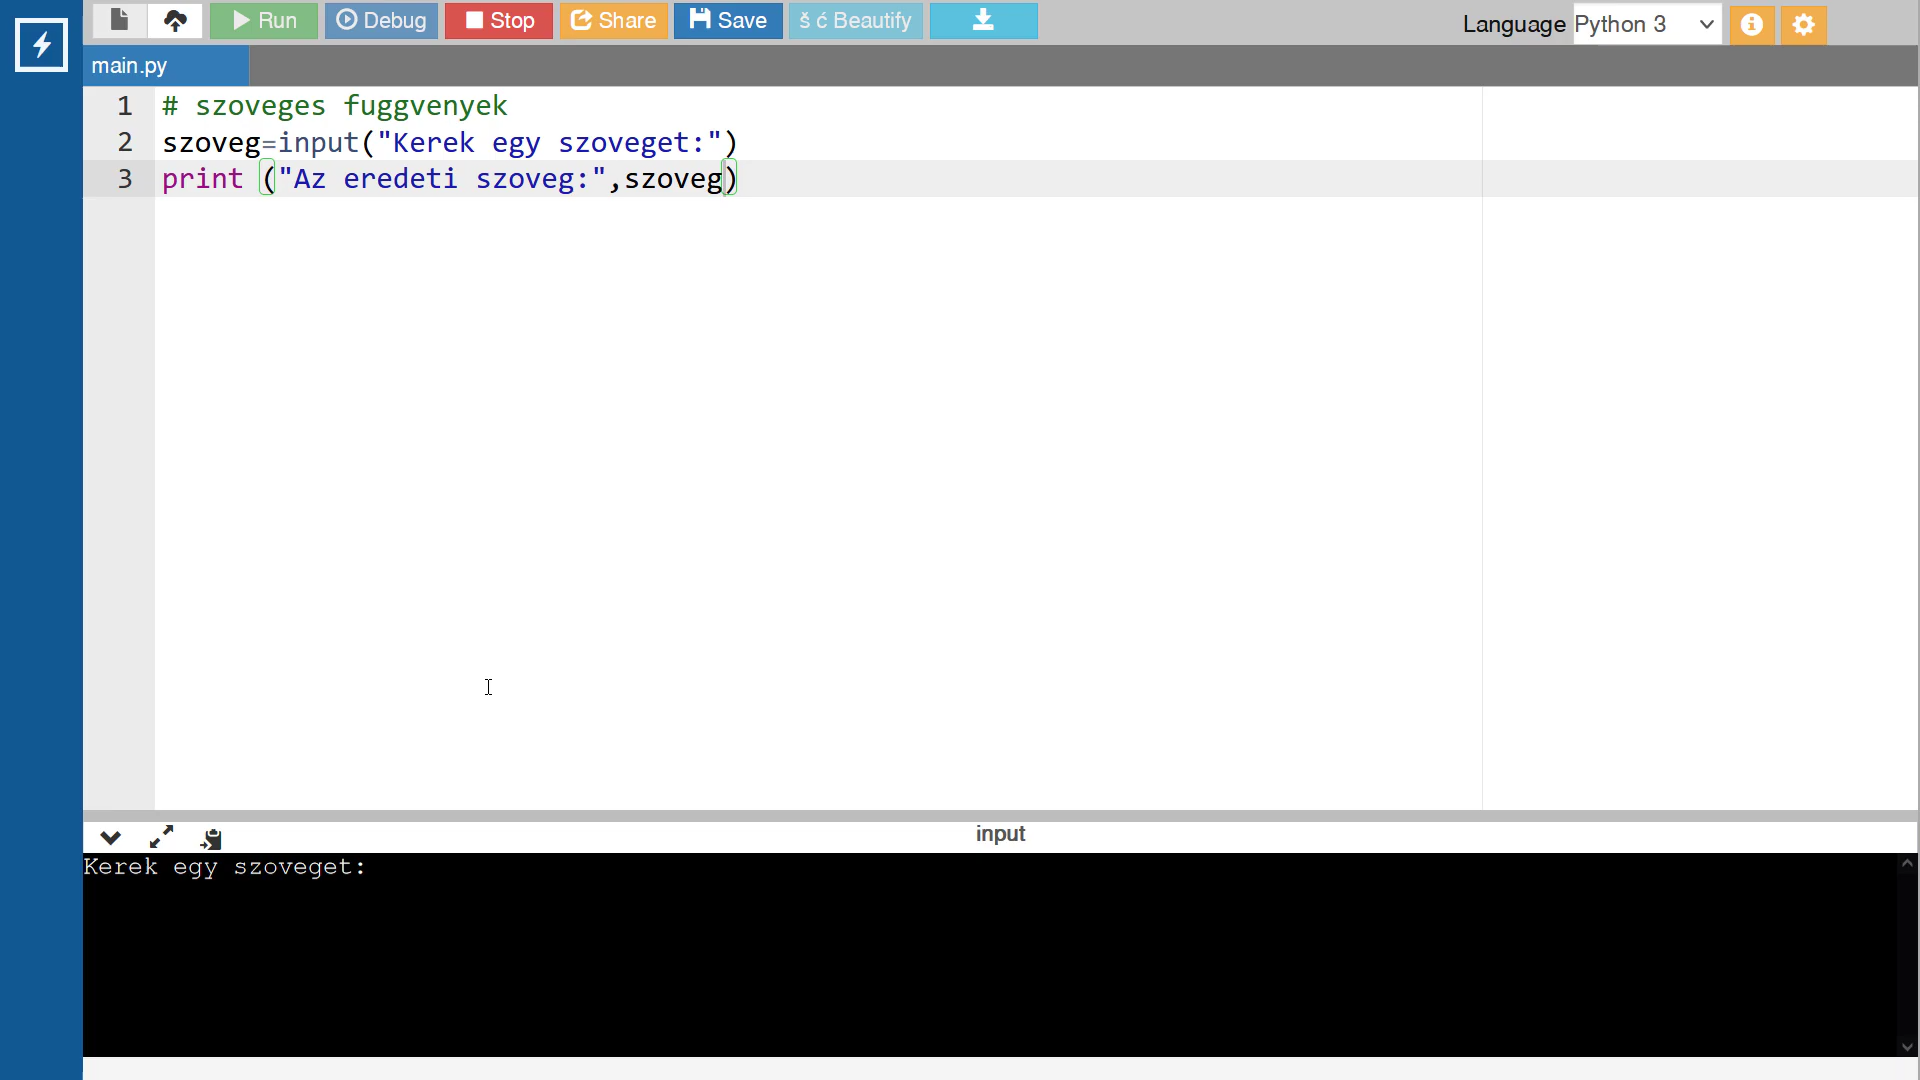 Run Debug Stop Share Save š ć Beautify Language Python 3
main.py
1 # szoveges fuggvenyek
2 szoveg=input("Kerek egy szoveget:")
3 print ("Az eredeti szoveg:",szoveg)
input
Kerek egy szoveget: